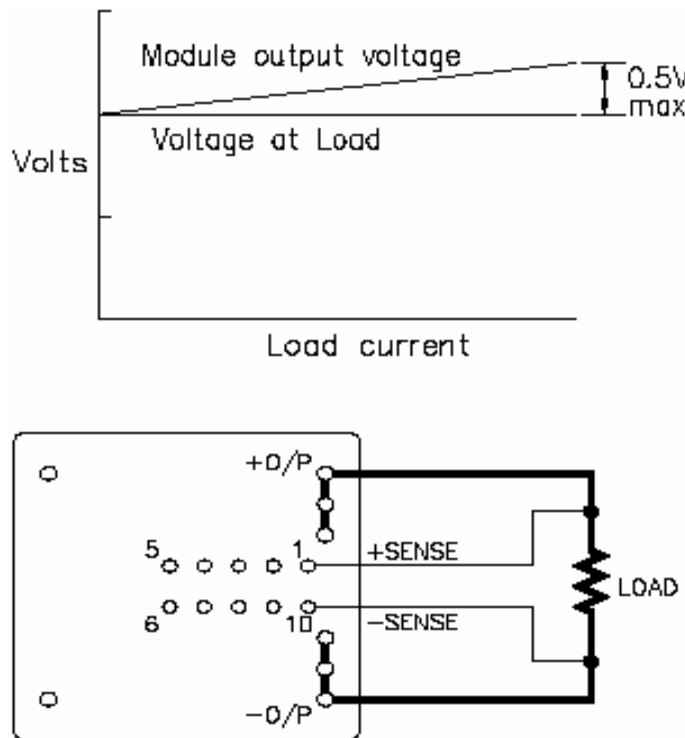 Module output voltage
0.5V
max
Voltage at Load
Volts
Load current
+O/P
5
1
+SENSE
LOAD
6
10
-SENSE
-O/P